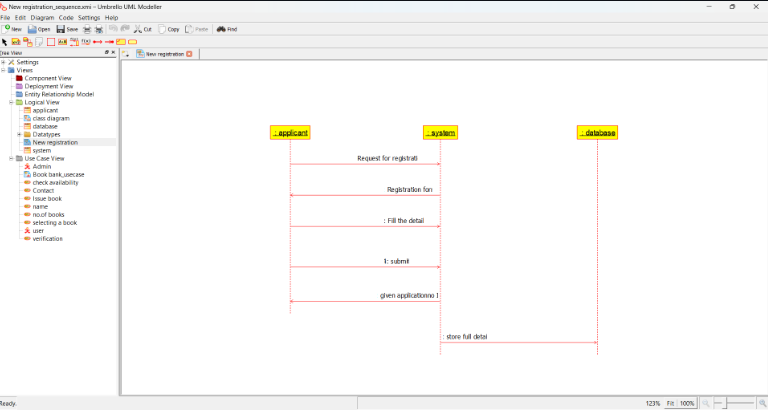 New registration_sequence.xmi – Umbrello UML Modeller
File Edit Diagram Code Settings Help
New Open Save Cut Copy Paste Find
Tree View
New registration
Settings
Views
Component View
Deployment View
Entity Relationship Model
Logical View
applicant
class diagram
database
Datatypes
New registration
system
Use Case View
Admin
Book bank_usecase
check availability
Contact
Issue book
name
no.of books
selecting a book
user
verification
: applicant
: system
: database
Request for registrati
Registration forı
: Fill the detail
1: submit
given applicationno I
: store full detai
Ready.
123% Fit 100%